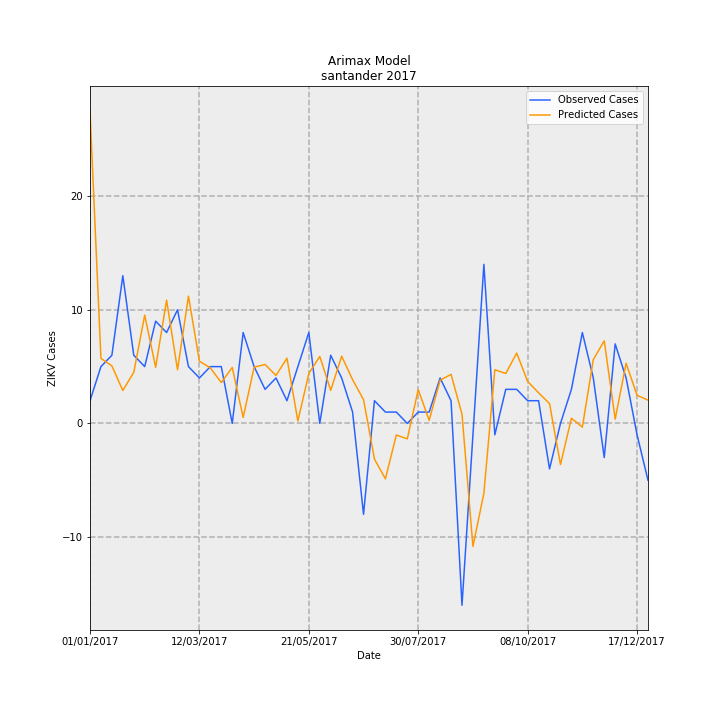 Arimax Model
santander 2017
Observed Cases
Predicted Cases
ZIKV Cases
20
10
0
−10
01/01/2017
12/03/2017
21/05/2017
30/07/2017
08/10/2017
17/12/2017
Date